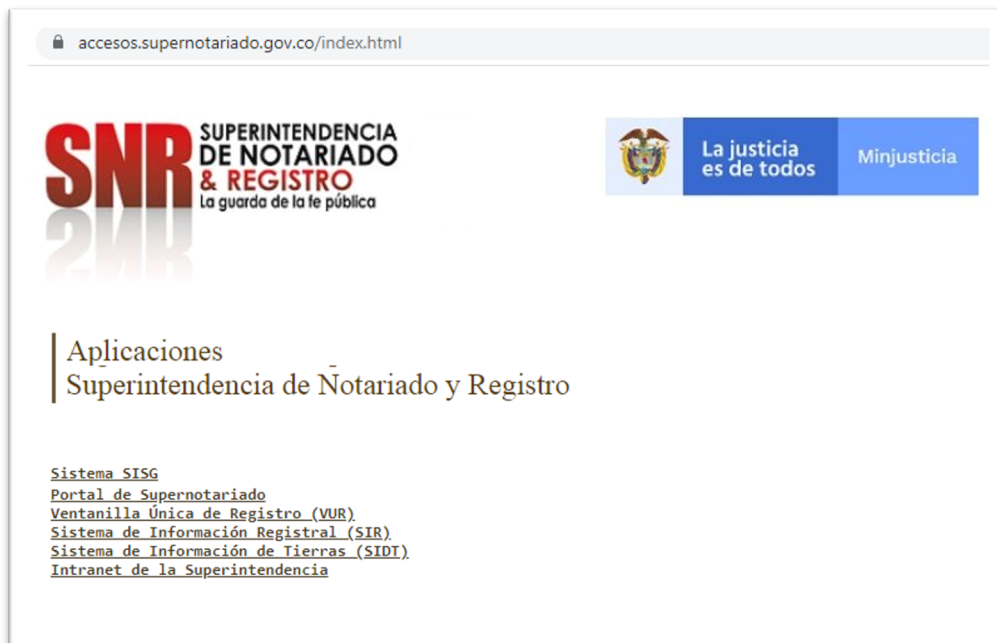 accesos.supernotariado.gov.co/index.html
SNR
SUPERINTENDENCIA
DE NOTARIADO
& REGISTRO
La guarda de la fe pública
La justicia
es de todos
Minjusticia
Aplicaciones
Superintendencia de Notariado y Registro
Sistema SISG
Portal de Supernotariado
Ventanilla Única de Registro (VUR)
Sistema de Información Registral (SIR)
Sistema de Información de Tierras (SIDT)
Intranet de la Superintendencia